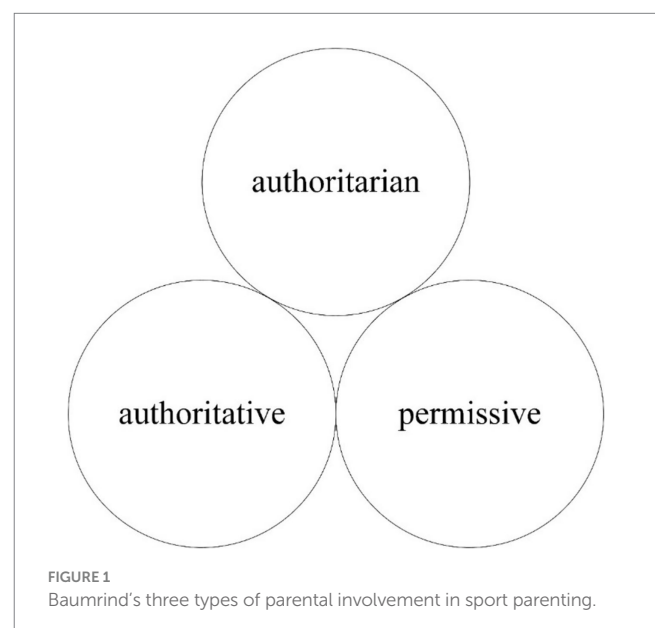 authoritarian
authoritative
permissive
FIGURE 1
Baumrind’s three types of parental involvement in sport parenting.